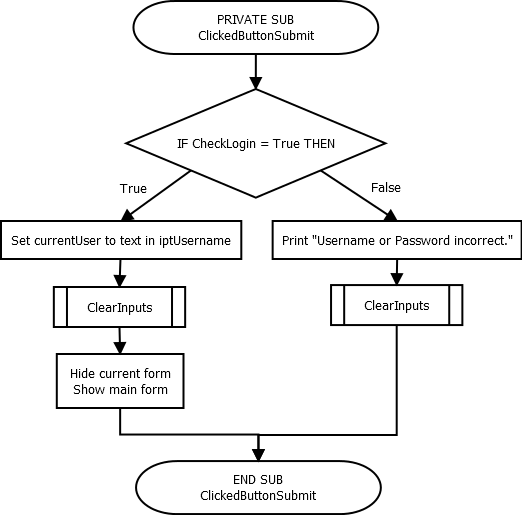 PRIVATE SUB
ClickedButtonSubmit
IF CheckLogin = True THEN
True
False
Set currentUser to text in iptUsername
Print "Username or Password incorrect."
ClearInputs
ClearInputs
Hide current form
Show main form
END SUB
ClickedButtonSubmit